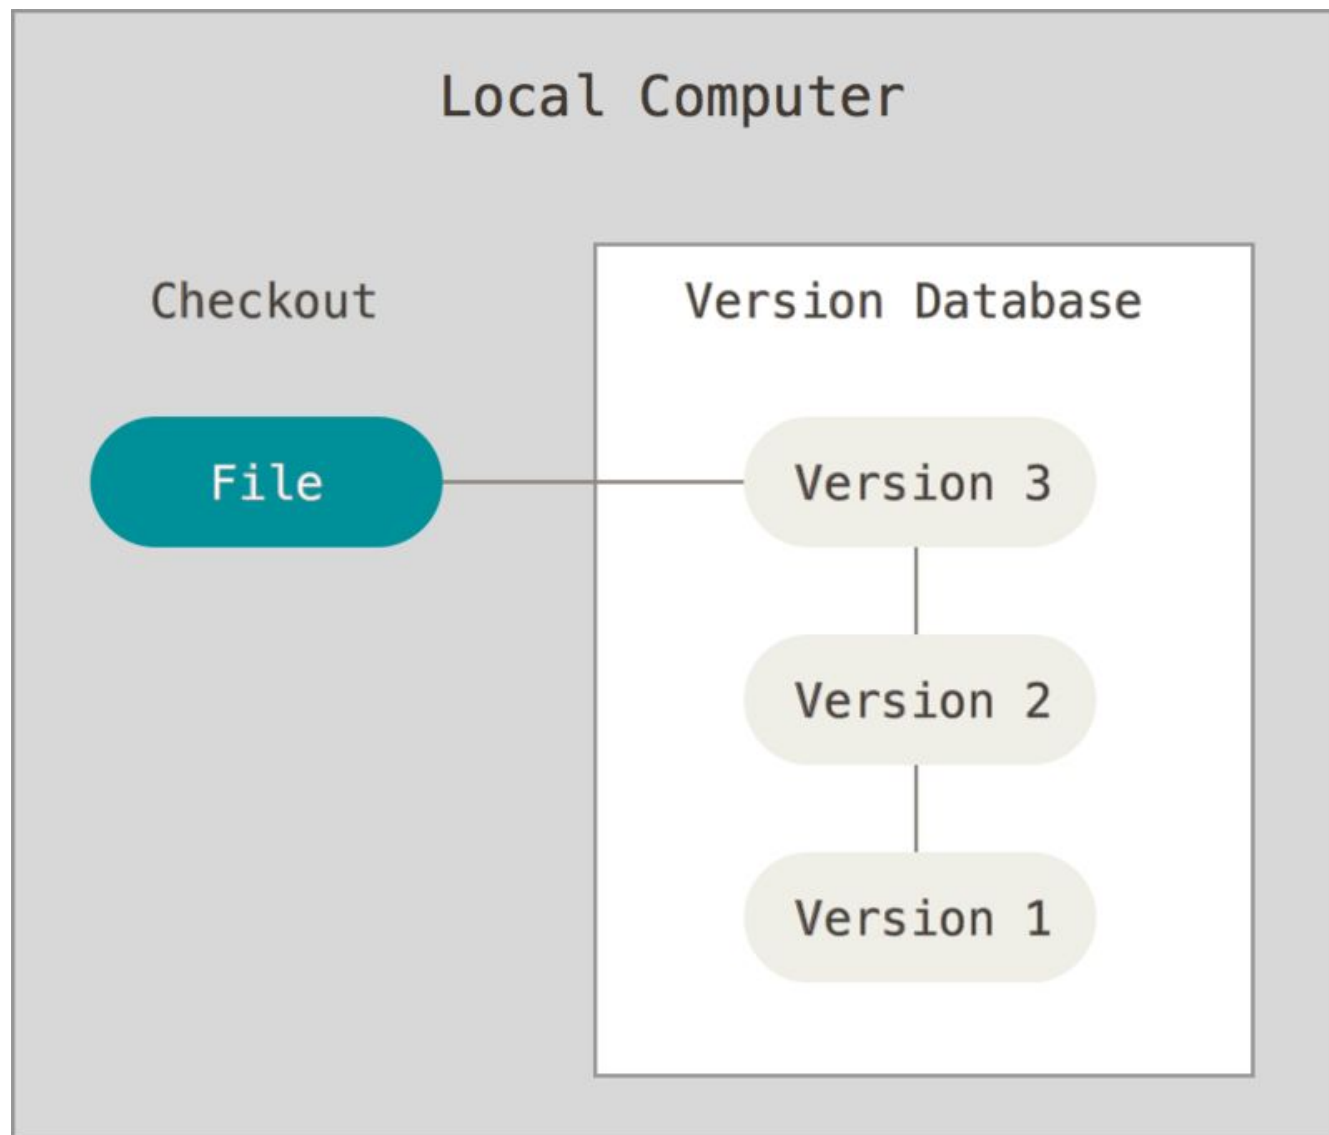 Local Computer
Checkout
Version Database
File
Version 3
Version 2
Version 1